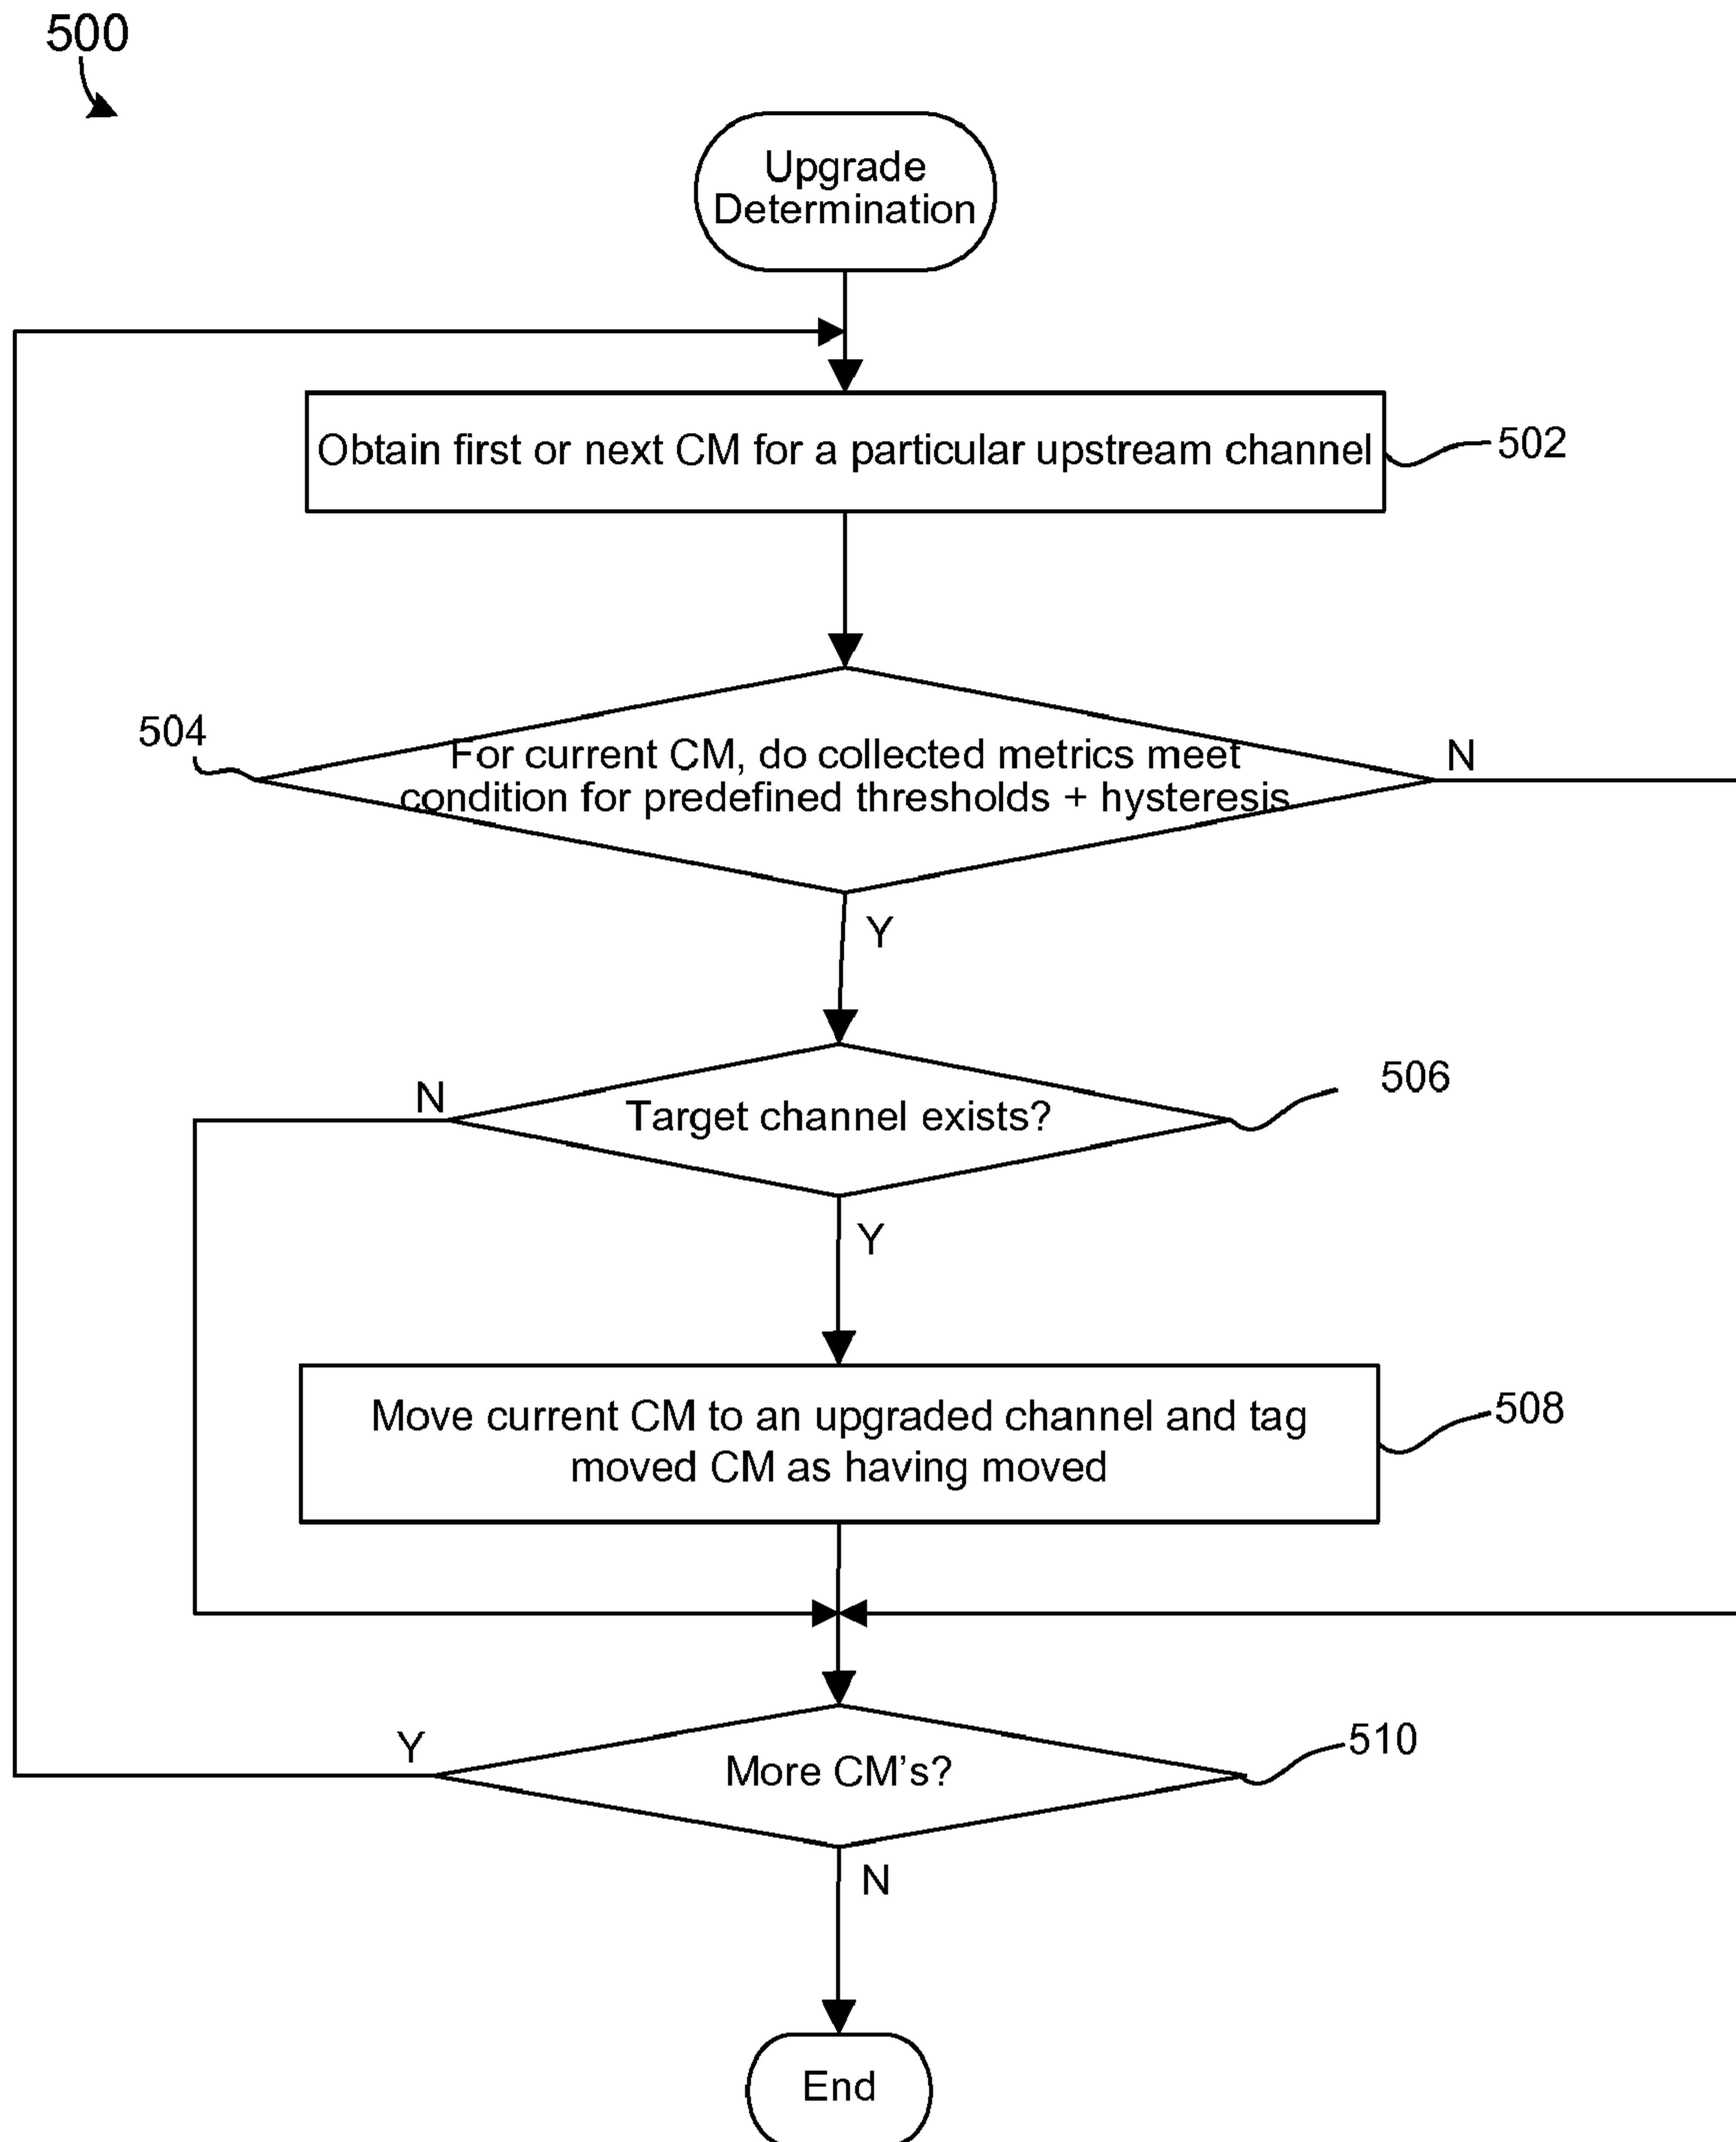 500
Upgrade
Determination
Obtain first or next CM for a particular upstream channel
502
504
For current CM, do collected metrics meet
condition for predefined thresholds + hysteresis
N
Y
N
Target channel exists?
506
Y
Move current CM to an upgraded channel and tag
moved CM as having moved
508
Y
More CM's?
510
N
End